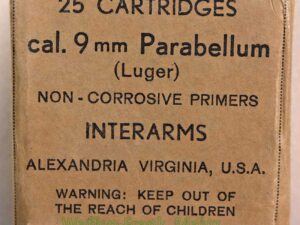 25 CARTRIDGES
cal. 9 mm Parabellum
(Luger)
NON-CORROSIVE PRIMERS
INTERARMS
ALEXANDRIA VIRGINIA, U.S.A.
WARNING: KEEP OUT OF
THE REACH OF CHILDREN